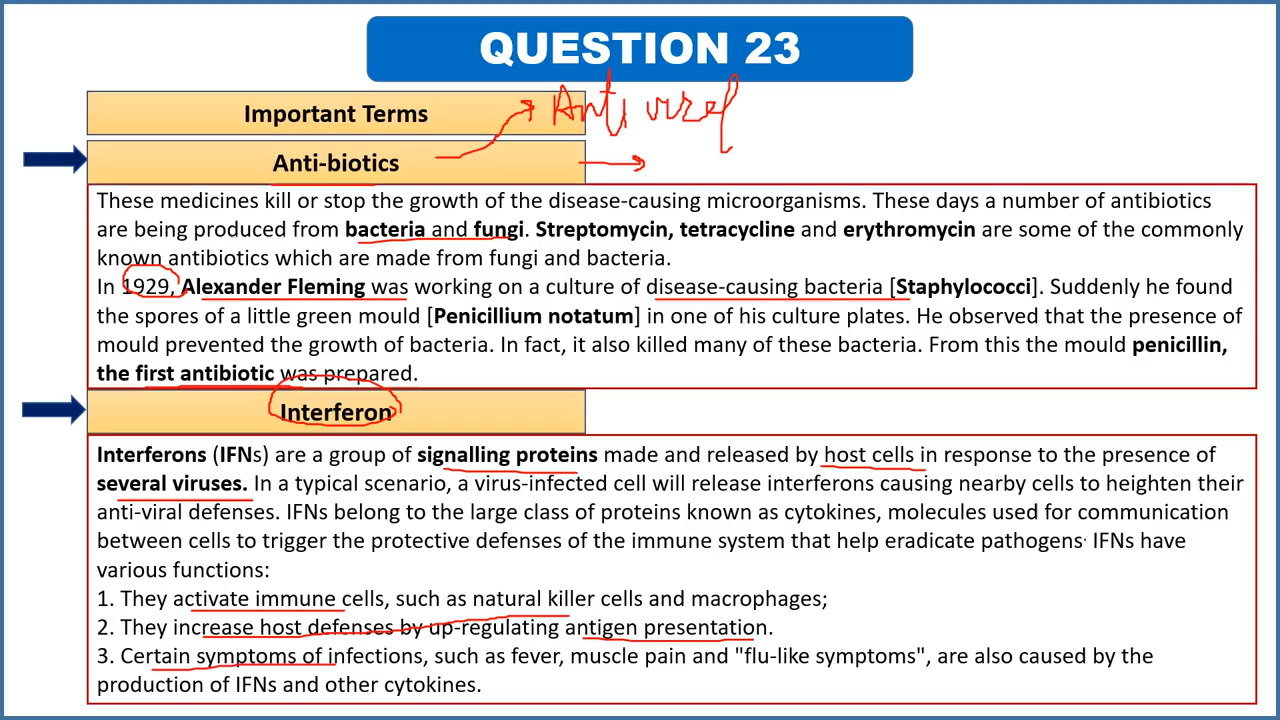 QUESTION 23
Important Terms
Anti viral
Anti-biotics
These medicines kill or stop the growth of the disease-causing microorganisms. These days a number of antibiotics
are being produced from bacteria and fungi. Streptomycin, tetracycline and erythromycin are some of the commonly
known antibiotics which are made from fungi and bacteria.
In 1929, Alexander Fleming was working on a culture of disease-causing bacteria [Staphylococci]. Suddenly he found
the spores of a little green mould [Penicillium notatum] in one of his culture plates. He observed that the presence of
mould prevented the growth of bacteria. In fact, it also killed many of these bacteria. From this the mould penicillin,
the first antibiotic was prepared.
Interferon
Interferons (IFNs) are a group of signalling proteins made and released by host cells in response to the presence of
several viruses. In a typical scenario, a virus-infected cell will release interferons causing nearby cells to heighten their
anti-viral defenses. IFNs belong to the large class of proteins known as cytokines, molecules used for communication
between cells to trigger the protective defenses of the immune system that help eradicate pathogens· IFNs have
various functions:
1. They activate immune cells, such as natural killer cells and macrophages;
2. They increase host defenses by up-regulating antigen presentation.
3. Certain symptoms of infections, such as fever, muscle pain and "flu-like symptoms", are also caused by the
production of IFNs and other cytokines.